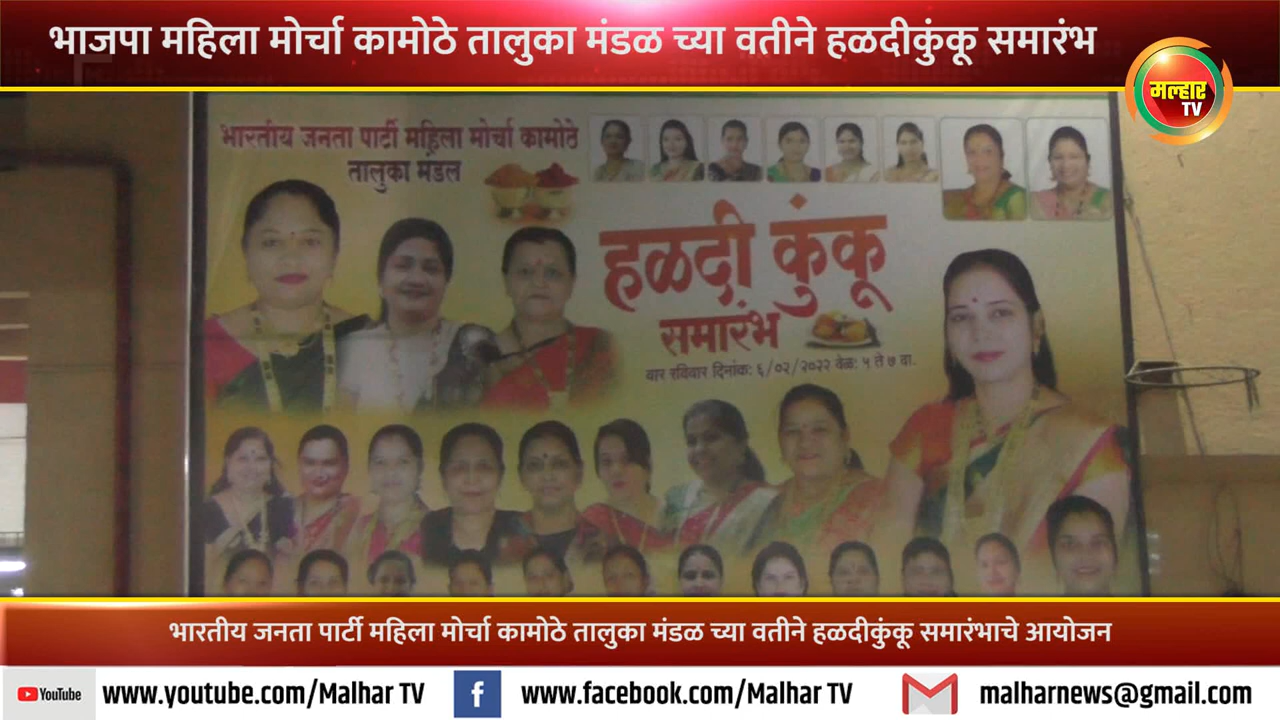 भाजपा महिला मोर्चा कामोठे तालुका मंडळ च्या वतीने हळदीकुंकू समारंभ
मल्हार
TV
भारतीय जनता पार्टी महिला मोर्चा कामोठे
तालुका मंडल
हळदी कुंकू
समारंभ
वार रविवार दिनांक: ६/०२/२०२२ वेळ: ५ ते ७ वा.
भारतीय जनता पार्टी महिला मोर्चा कामोठे तालुका मंडळ च्या वतीने हळदीकुंकू समारंभाचे आयोजन
YouTube www.youtube.com/Malhar TV www.facebook.com/Malhar TV malharnews@gmail.com